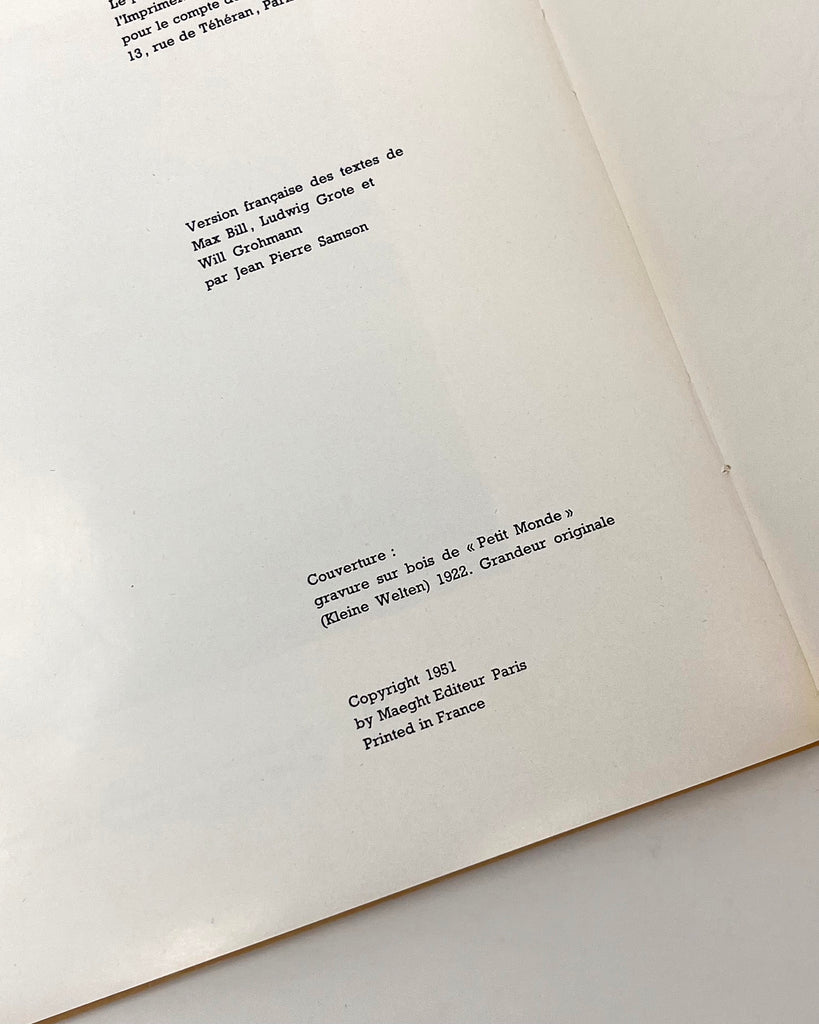 l'Imprime
pour le compte d
13, rue de Téhéran, Pari
Version française des textes de
Max Bill, Ludwig Grote et
Will Grohmann
par Jean Pierre Samson
Couverture :
gravure sur bois de « Petit Monde »
(Kleine Welten) 1922. Grandeur originale
Copyright 1951
by Maeght Editeur Paris
Printed in France